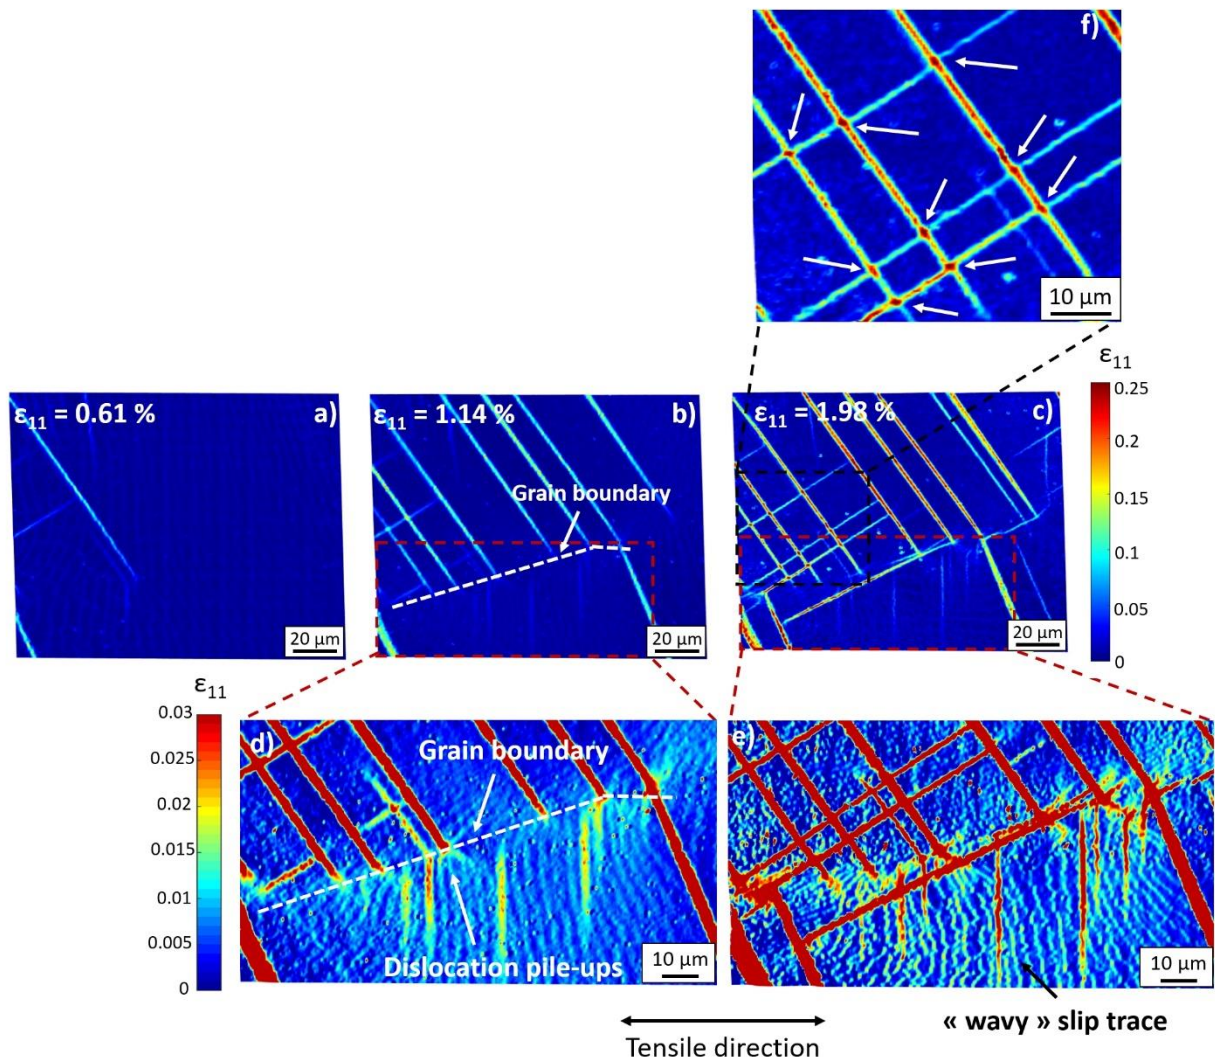 f)
10 μm
ε11 = 0.61 %
a)
20 μm
ε11 = 1.14 %
b)
Grain boundary
20 μm
ε11 = 1.98 %
c)
20 μm
ε11
0.25
0.2
0.15
0.1
0.05
0
ε11
0.03
0.025
0.02
0.015
0.01
0.005
0
d)
Grain boundary
Dislocation pile-ups
10 μm
e)
10 μm
« wavy » slip trace
Tensile direction